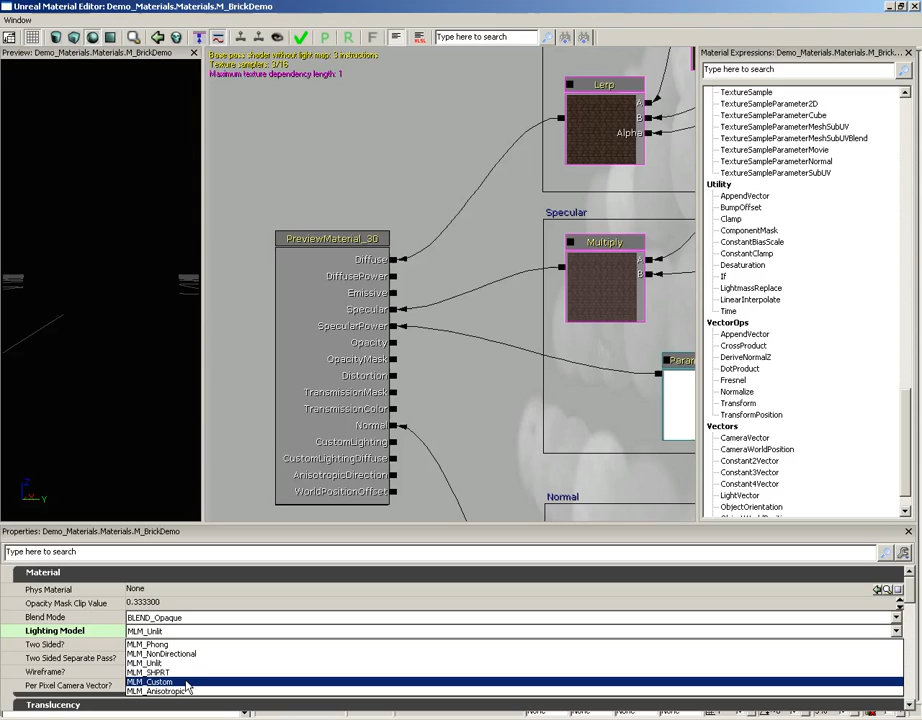 Unreal Material Editor: Demo_Materials.Materials.M_BrickDemo
Window
Type here to search
Preview: Demo_Materials.M
Base pass shader without light map: 3 instructions
Texture samplers: 3/16
Maximum texture dependency length: 1
Lerp
A
B
Alpha
Specular
Multiply
A
B
Param
Normal
PreviewMaterial_30
Diffuse
DiffusePower
Emissive
Specular
SpecularPower
Opacity
OpacityMask
Distortion
TransmissionMask
TransmissionColor
Normal
CustomLighting
CustomLightingDiffuse
AnisotropicDirection
WorldPositionOffset
Z
X
Y
Material Expressions: Demo_Materials.Materials.M_Brick...
Type here to search
TextureSample
TextureSampleParameter2D
TextureSampleParameterCube
TextureSampleParameterMeshSubUV
TextureSampleParameterMeshSubUVBlend
TextureSampleParameterMovie
TextureSampleParameterNormal
TextureSampleParameterSubUV
Utility
AppendVector
BumpOffset
Clamp
ComponentMask
ConstantBiasScale
ConstantClamp
Desaturation
If
LightmassReplace
LinearInterpolate
Time
VectorOps
AppendVector
CrossProduct
DeriveNormalZ
DotProduct
Fresnel
Normalize
Transform
TransformPosition
Vectors
CameraVector
CameraWorldPosition
Constant2Vector
Constant3Vector
Constant4Vector
LightVector
ObjectOrientation
Properties: Demo_Materials.Materials.M_BrickDemo
Type here to search
Material
Phys Material None
Opacity Mask Clip Value 0.333300
Blend Mode BLEND_Opaque
Lighting Model MLM_Unlit
Two Sided? MLM_Phong
MLM_NonDirectional
Two Sided Separate Pass? MLM_Unlit
Wireframe? MLM_SHPRT
MLM_Custom
Per Pixel Camera Vector? MLM_Anisotropic
Translucency